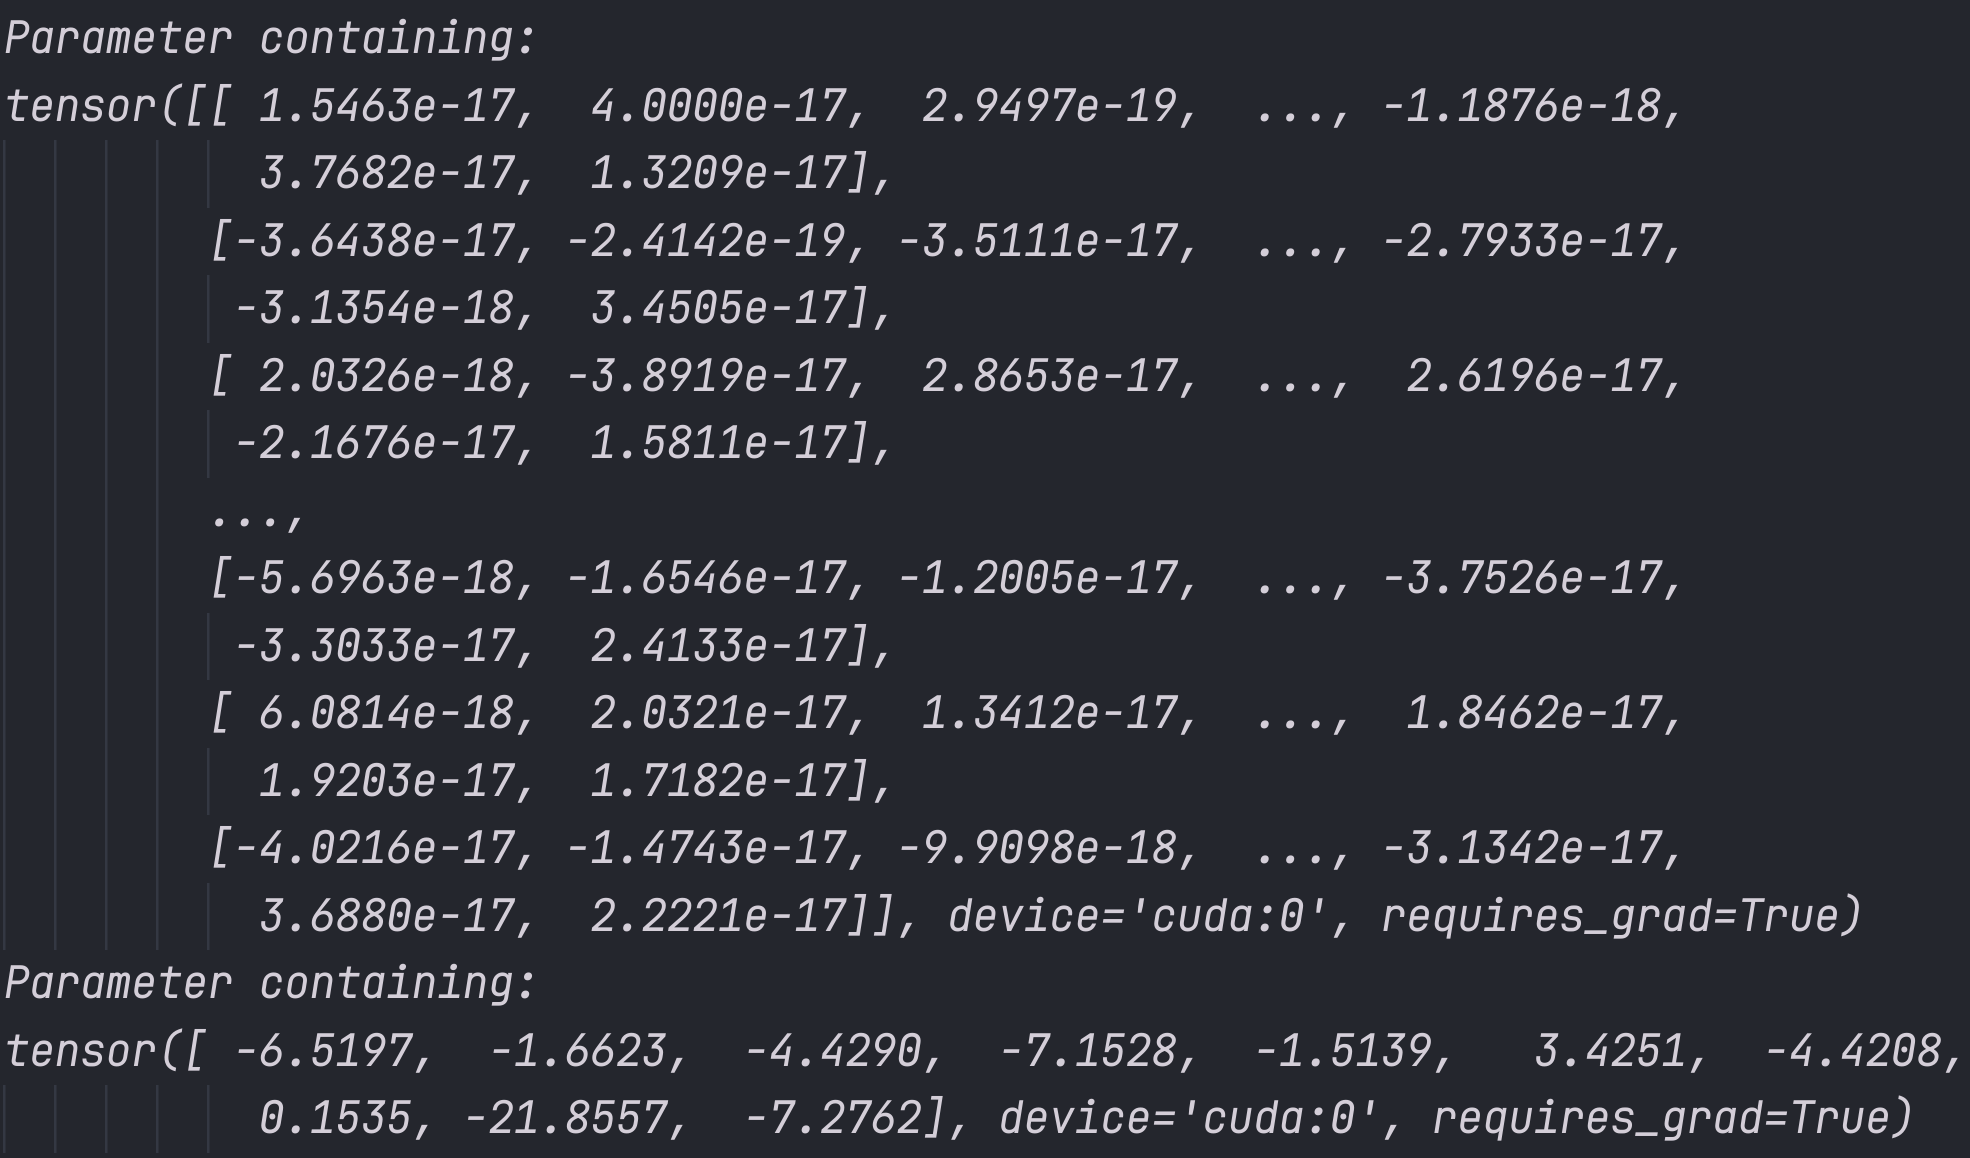 Parameter containing:
tensor([[ 1.5463e-17,  4.0000e-17,  2.9497e-19,  ..., -1.1876e-18,
          3.7682e-17,  1.3209e-17],
        [-3.6438e-17, -2.4142e-19, -3.5111e-17,  ..., -2.7933e-17,
         -3.1354e-18,  3.4505e-17],
        [ 2.0326e-18, -3.8919e-17,  2.8653e-17,  ...,  2.6196e-17,
         -2.1676e-17,  1.5811e-17],
        ...,
        [-5.6963e-18, -1.6546e-17, -1.2005e-17,  ..., -3.7526e-17,
         -3.3033e-17,  2.4133e-17],
        [ 6.0814e-18,  2.0321e-17,  1.3412e-17,  ...,  1.8462e-17,
          1.9203e-17,  1.7182e-17],
        [-4.0216e-17, -1.4743e-17, -9.9098e-18,  ..., -3.1342e-17,
          3.6880e-17,  2.2221e-17]], device='cuda:0', requires_grad=True)
Parameter containing:
tensor([ -6.5197,  -1.6623,  -4.4290,  -7.1528,  -1.5139,   3.4251,  -4.4208,
          0.1535, -21.8557,  -7.2762], device='cuda:0', requires_grad=True)